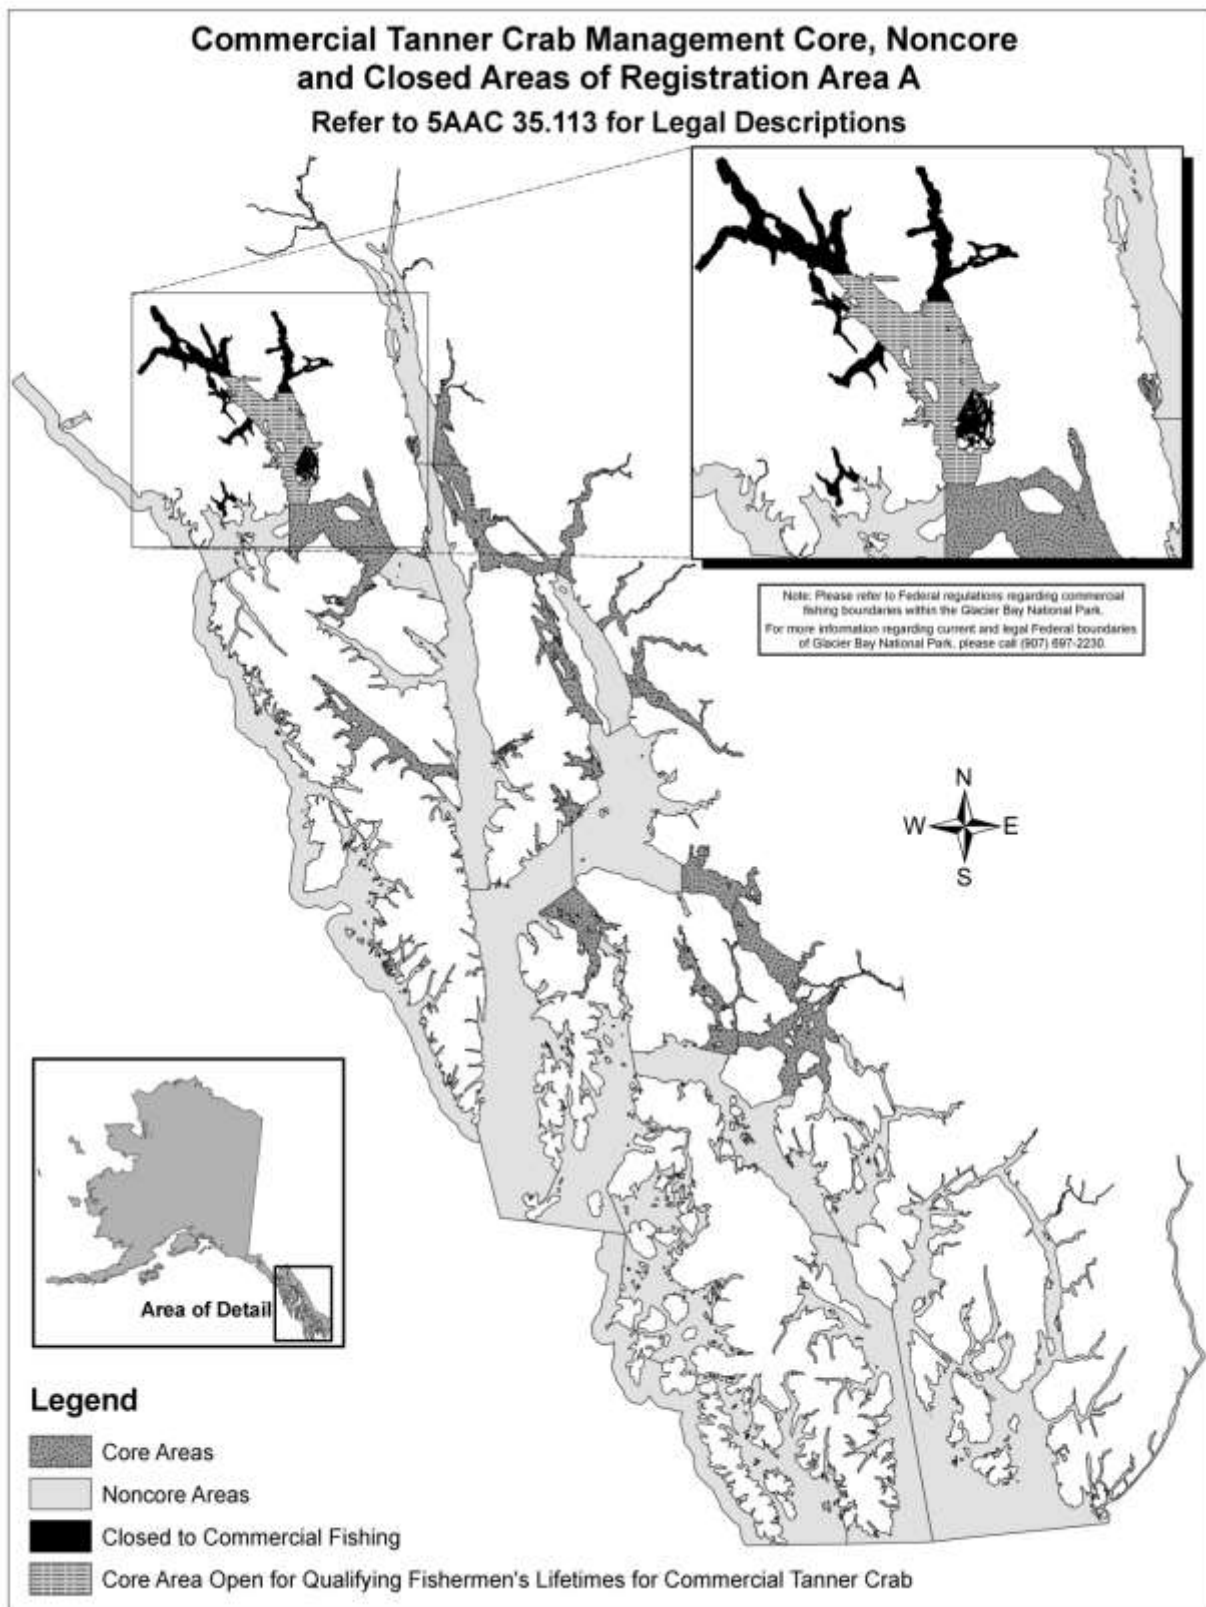 Commercial Tanner Crab Management Core, Noncore
and Closed Areas of Registration Area A
Refer to 5AAC 35.113 for Legal Descriptions
Note: Please refer to Federal regulations regarding commercial
fishing boundaries within the Glacier Bay National Park.
For more information regarding current and legal Federal boundaries
of Glacier Bay National Park, please call (907) 697-2230.
N
W E
S
Area of Detail
Legend
Core Areas
Noncore Areas
Closed to Commercial Fishing
Core Area Open for Qualifying Fishermen's Lifetimes for Commercial Tanner Crab